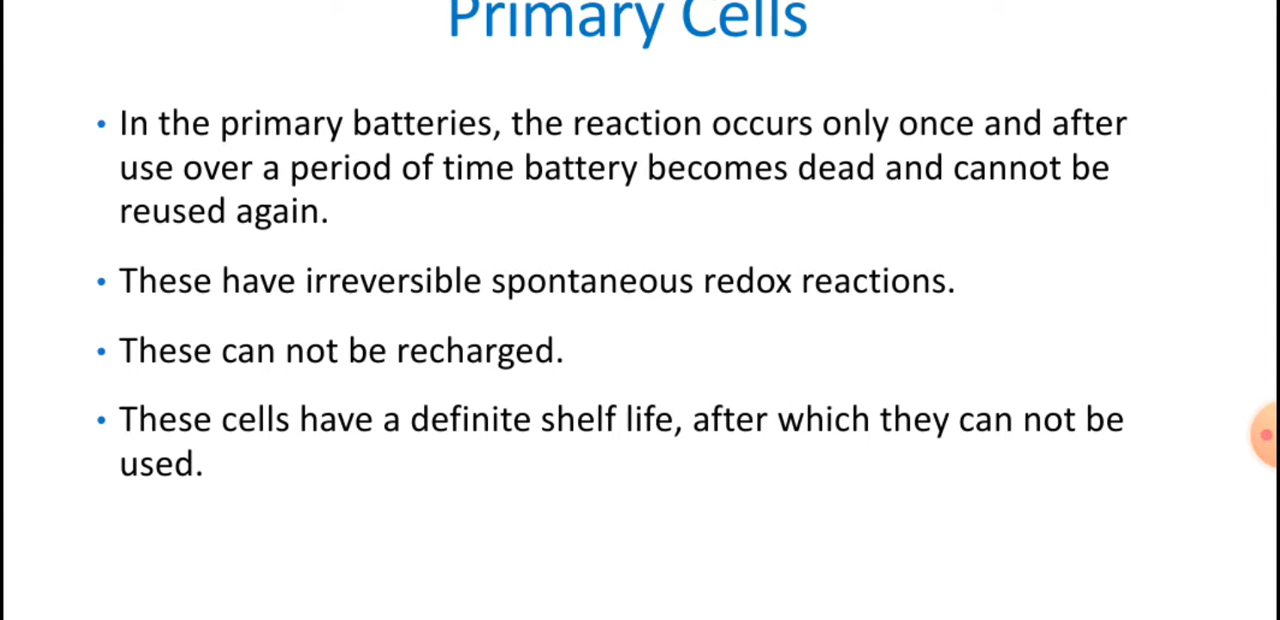 Primary Cells
• In the primary batteries, the reaction occurs only once and after
use over a period of time battery becomes dead and cannot be
reused again.
• These have irreversible spontaneous redox reactions.
• These can not be recharged.
• These cells have a definite shelf life, after which they can not be
used.